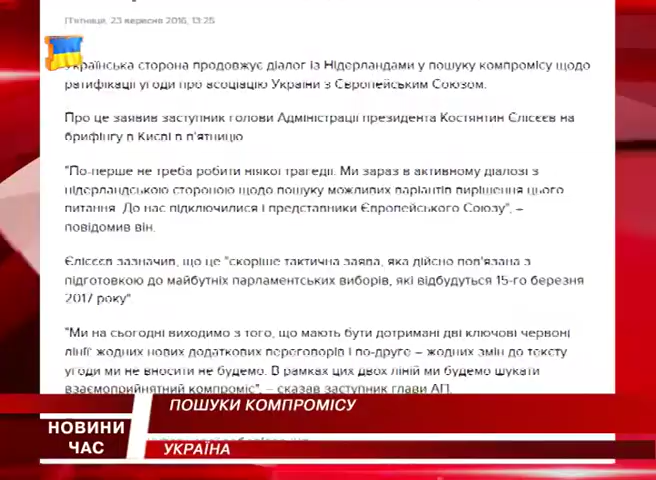 П'ятниця, 23 вересня 2016, 13:25
Українська сторона продовжує діалог із Нідерландами у пошуку компромісу щодо
ратифікації угоди про асоціацію України з Європейським Союзом.
Про це заявив заступник голови Адміністрації президента Костянтин Єлісєєв на
брифінгу в Києві в п'ятницю.
"По-перше не треба робити ніякої трагедії. Ми зараз в активному діалозі з
нідерландською стороною щодо пошуку можливих варіантів вирішення цього
питання. До нас підключилися і представники Європейського Союзу", –
повідомив він.
Єлісєєв зазначив, що це "скоріше тактична заява, яка дійсно пов'язана з
підготовкою до майбутніх парламентських виборів, які відбудуться 15-го березня
2017 року"
"Ми на сьогодні виходимо з того, що мають бути дотримані дві ключові червоні
лінії: жодних нових додаткових переговорів і по-друге – жодних змін до тексту
угоди ми не вносити не будемо. В рамках цих двох ліній ми будемо шукати
взаємоприйнятний компроміс", – сказав заступник глави АП.
ПОШУКИ КОМПРОМІСУ
НОВИНИ
ЧАС
УКРАЇНА